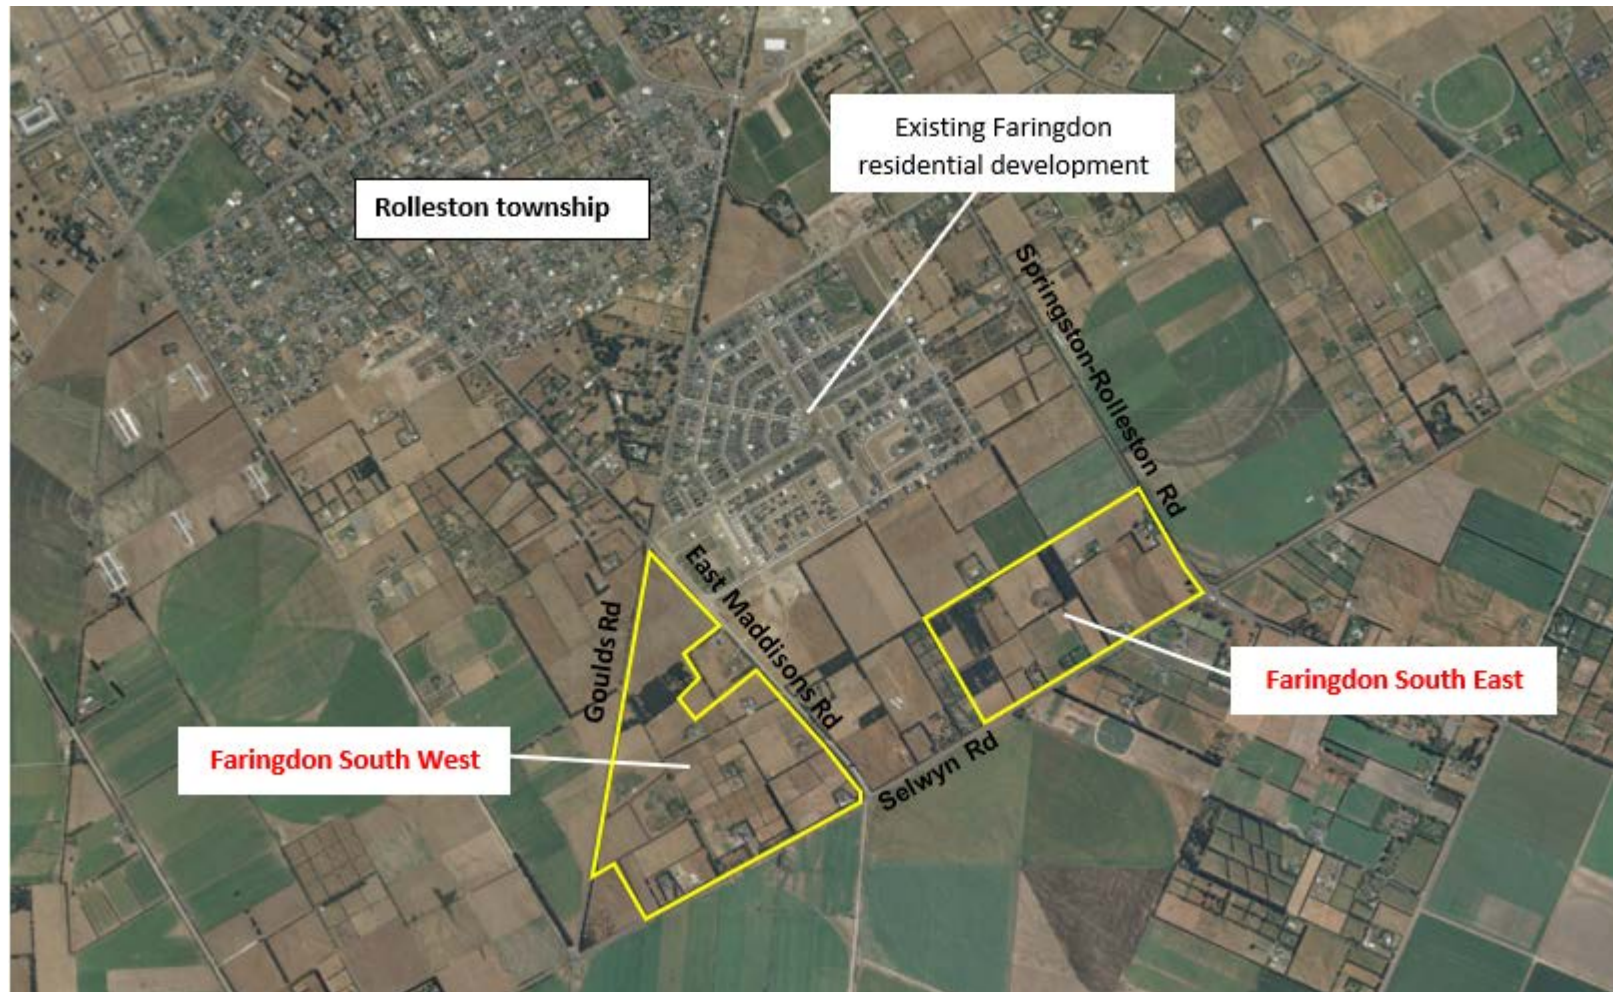 Existing Faringdon
residential development
Rolleston township
Springston-Rolleston Rd
East Maddisons Rd
Goulds Rd
Faringdon South East
Faringdon South West
Selwyn Rd